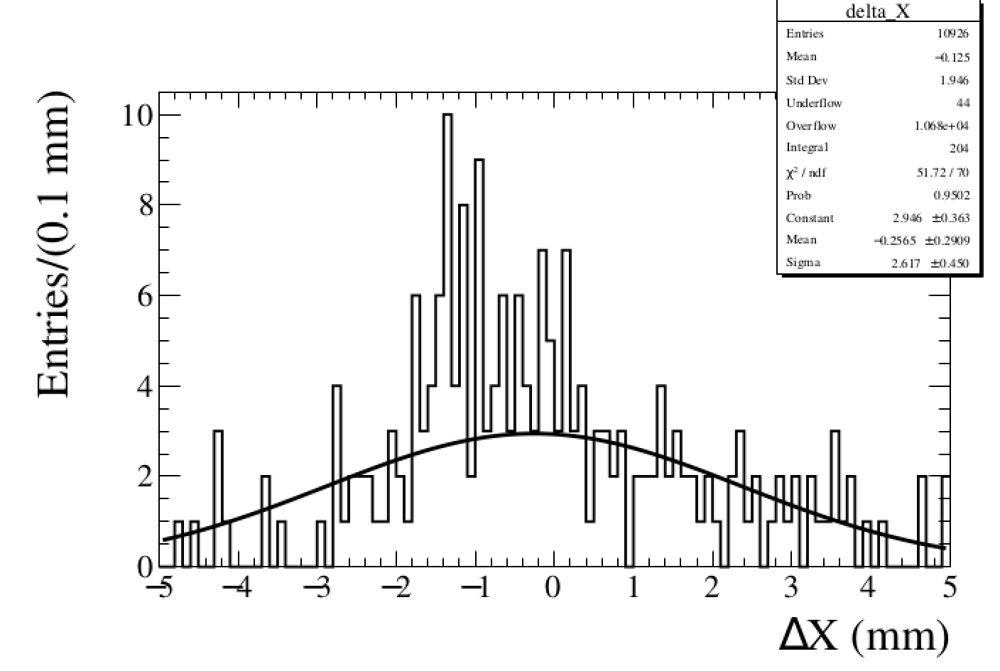 delta_X
Entries 10926
Mean −0.125
Std Dev 1.946
Underflow 44
Overflow 1.068e+04
Integral 204
χ² / ndf 51.72 / 70
Prob 0.9502
Constant 2.946 ±0.363
Mean −0.2565 ±0.2909
Sigma 2.617 ±0.450
Entries/(0.1 mm)
10
8
6
4
2
0
−5 −4 −3 −2 −1 0 1 2 3 4 5
ΔX (mm)